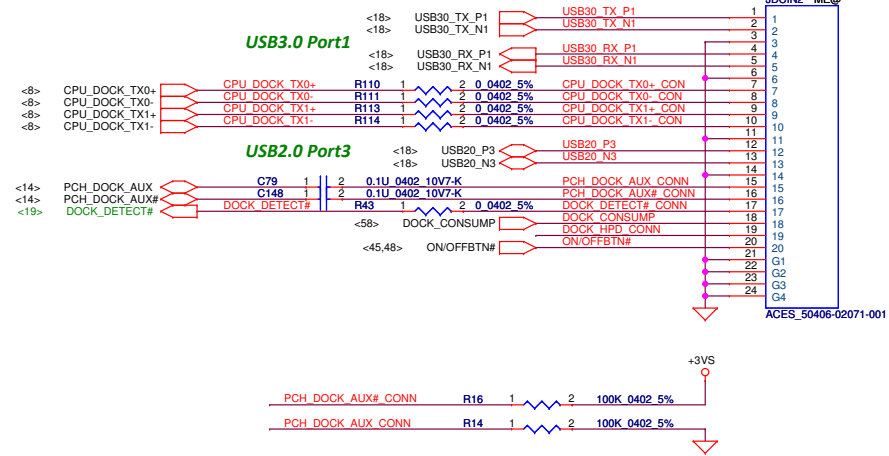 JDOIN2 ME@
<18> USB30_TX_P1 USB30_TX_P1 1 1
<18> USB30_TX_N1 USB30_TX_N1 2 2
USB3.0 Port1
3 3
<18> USB30_RX_P1 USB30_RX_P1 4 4
<18> USB30_RX_N1 USB30_RX_N1 5 5
6 6
<8> CPU_DOCK_TX0+ CPU_DOCK_TX0+ R110 1 2 0_0402_5% CPU_DOCK_TX0+_CON 7 7
<8> CPU_DOCK_TX0- CPU_DOCK_TX0- R111 1 2 0_0402_5% CPU_DOCK_TX0-_CON 8 8
<8> CPU_DOCK_TX1+ CPU_DOCK_TX1+ R113 1 2 0_0402_5% CPU_DOCK_TX1+_CON 9 9
<8> CPU_DOCK_TX1- CPU_DOCK_TX1- R114 1 2 0_0402_5% CPU_DOCK_TX1-_CON 10 10
11 11
USB2.0 Port3
<18> USB20_P3 USB20_P3 12 12
<18> USB20_N3 USB20_N3 13 13
14 14
<14> PCH_DOCK_AUX C79 1 2 0.1U_0402_10V7-K PCH_DOCK_AUX_CONN 15 15
<14> PCH_DOCK_AUX# C148 1 2 0.1U_0402_10V7-K PCH_DOCK_AUX#_CONN 16 16
<19> DOCK_DETECT# DOCK_DETECT# R43 1 2 0_0402_5% DOCK_DETECT#_CONN 17 17
<58> DOCK_CONSUMP DOCK_CONSUMP 18 18
DOCK_HPD_CONN 19 19
<45,48> ON/OFFBTN# ON/OFFBTN# 20 20
21 G1
22 G2
23 G3
24 G4
ACES_50406-02071-001
+3VS
PCH_DOCK_AUX#_CONN R16 1 2 100K_0402_5%
PCH_DOCK_AUX_CONN R14 1 2 100K_0402_5%